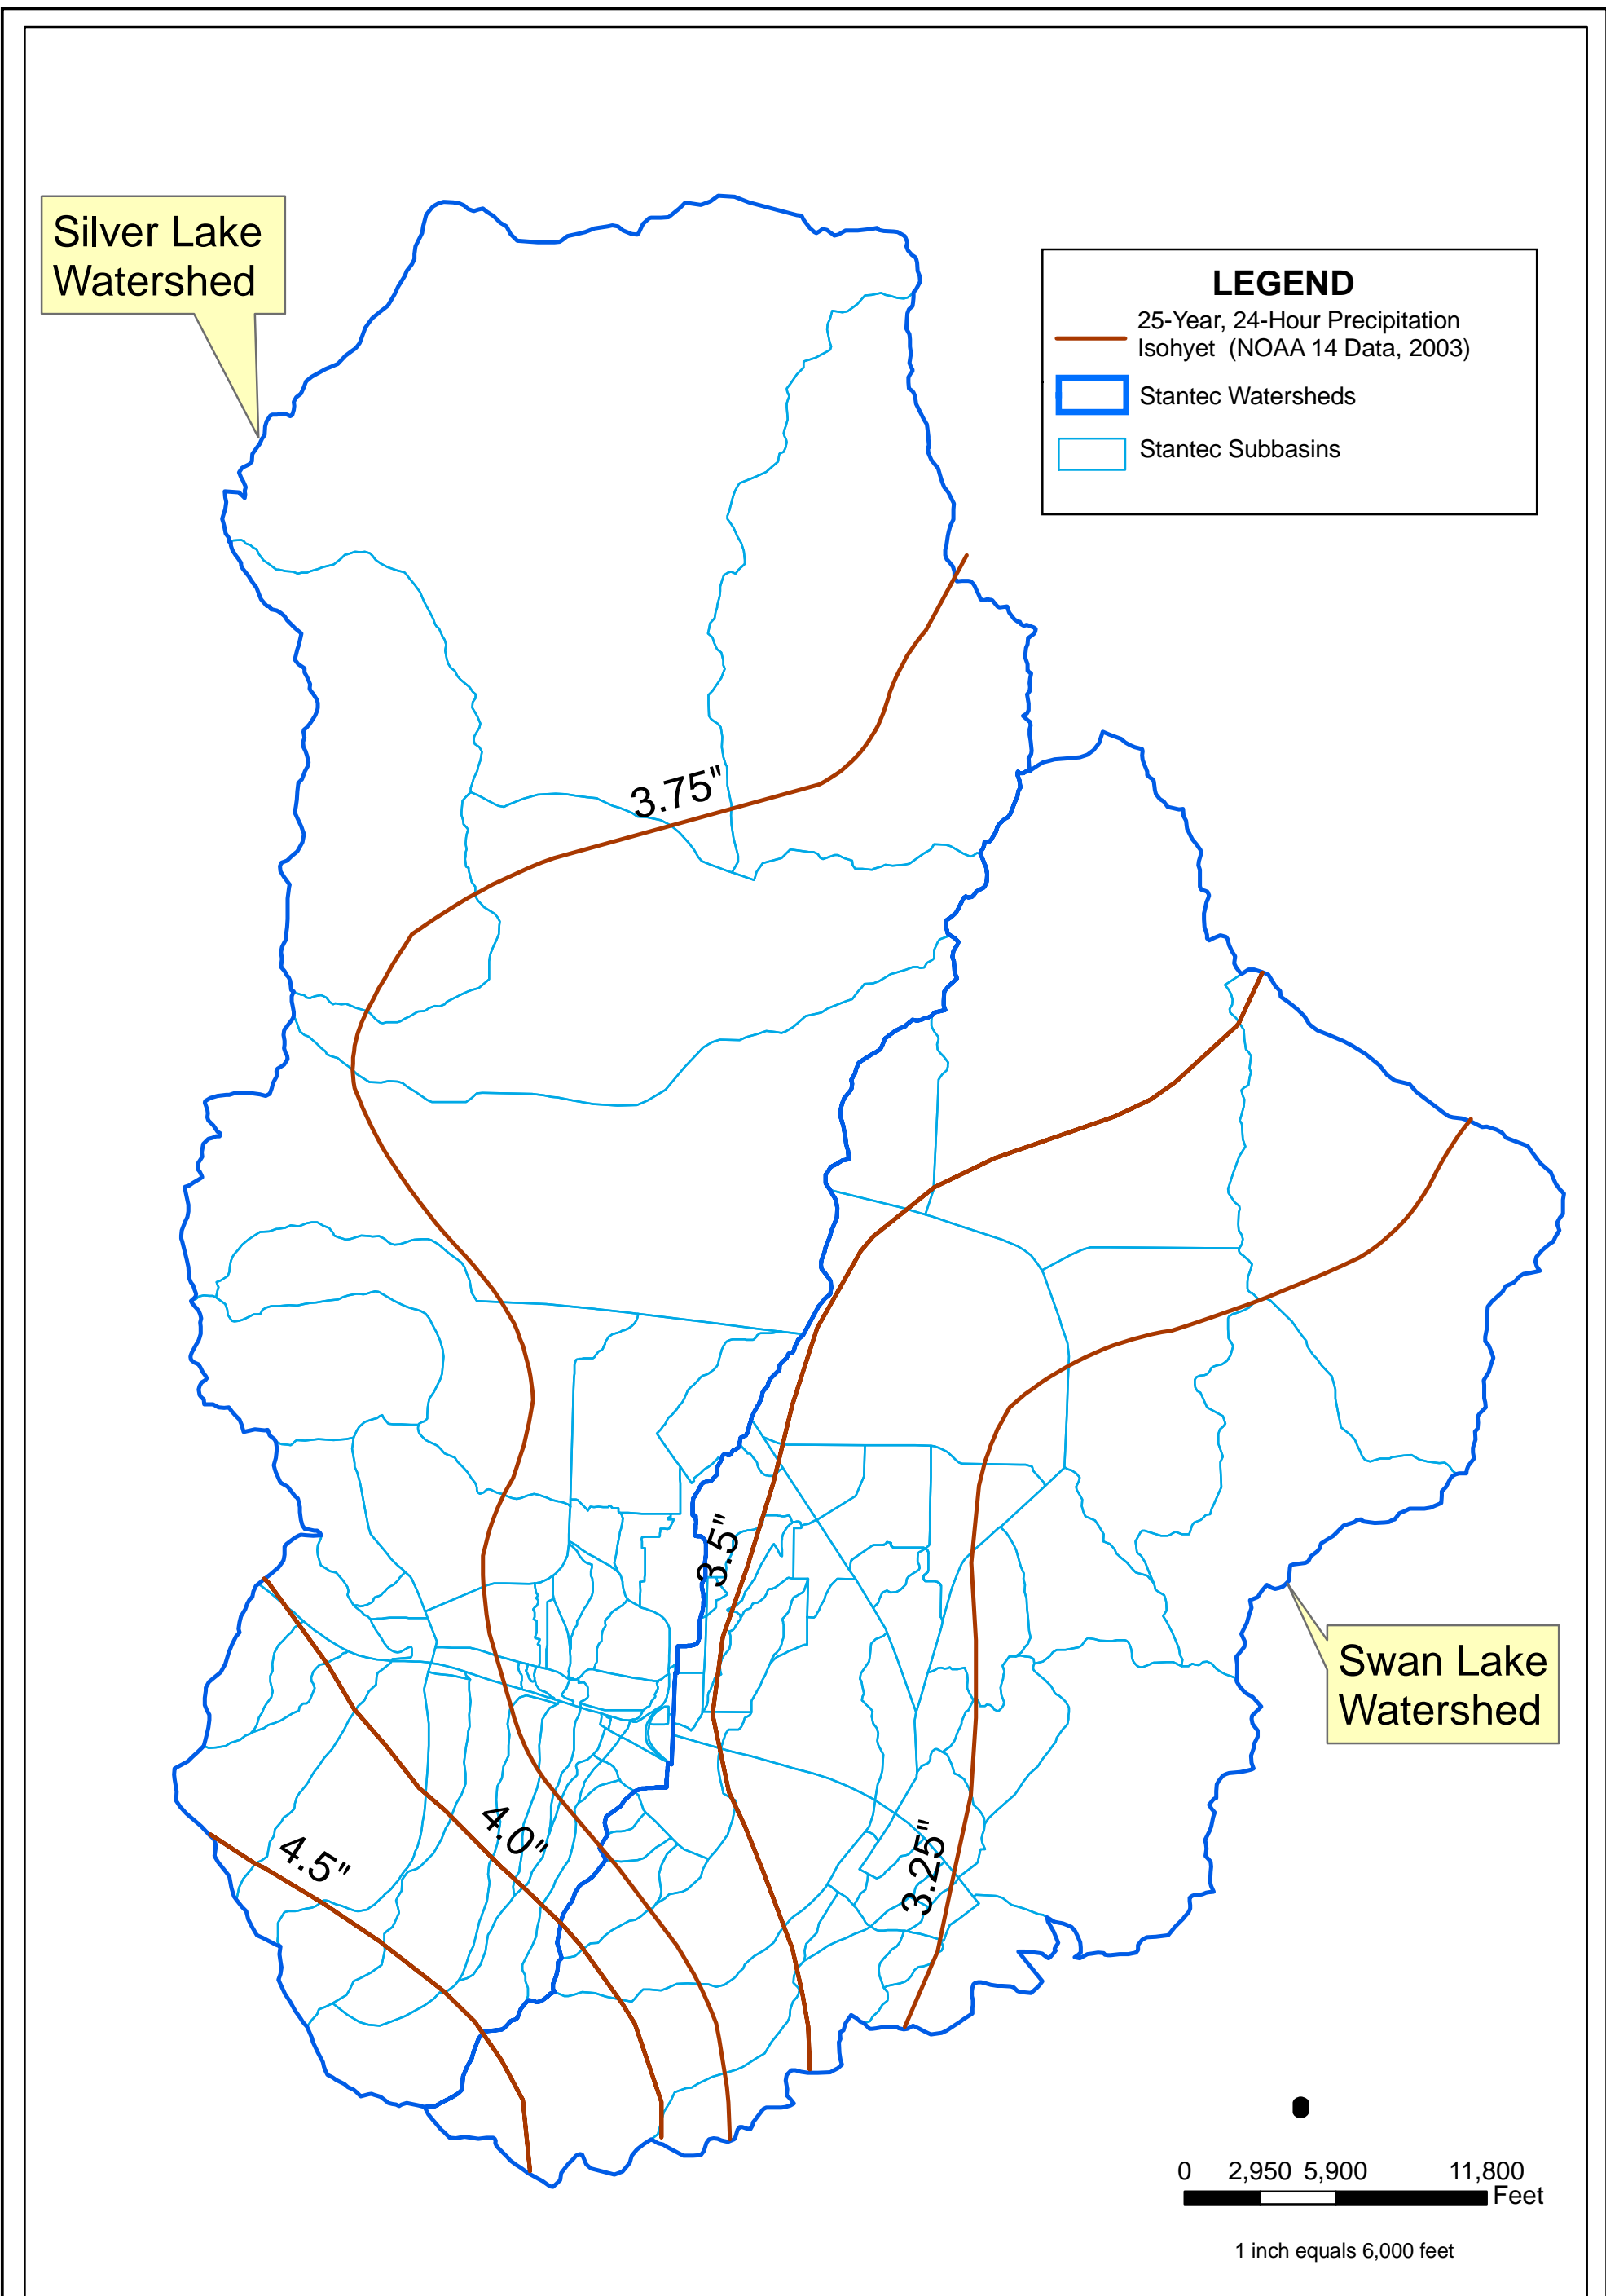 Silver Lake
Watershed
LEGEND
25-Year, 24-Hour Precipitation
Isohyet (NOAA 14 Data, 2003)
Stantec Watersheds
Stantec Subbasins
3.75"
3.5"
Swan Lake
Watershed
4.0"
4.5"
3.25"
0 2,950 5,900 11,800
Feet
1 inch equals 6,000 feet